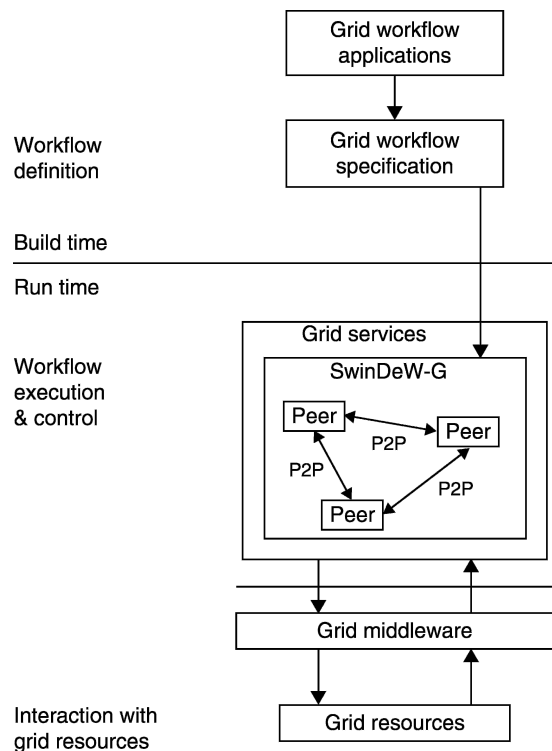 Grid workflow
applications
Workflow
definition
Grid workflow
specification
Build time
Run time
Grid services
Workflow
execution
& control
SwinDeW-G
Peer
Peer
P2P
P2P
P2P
Peer
Grid middleware
Interaction with
grid resources
Grid resources